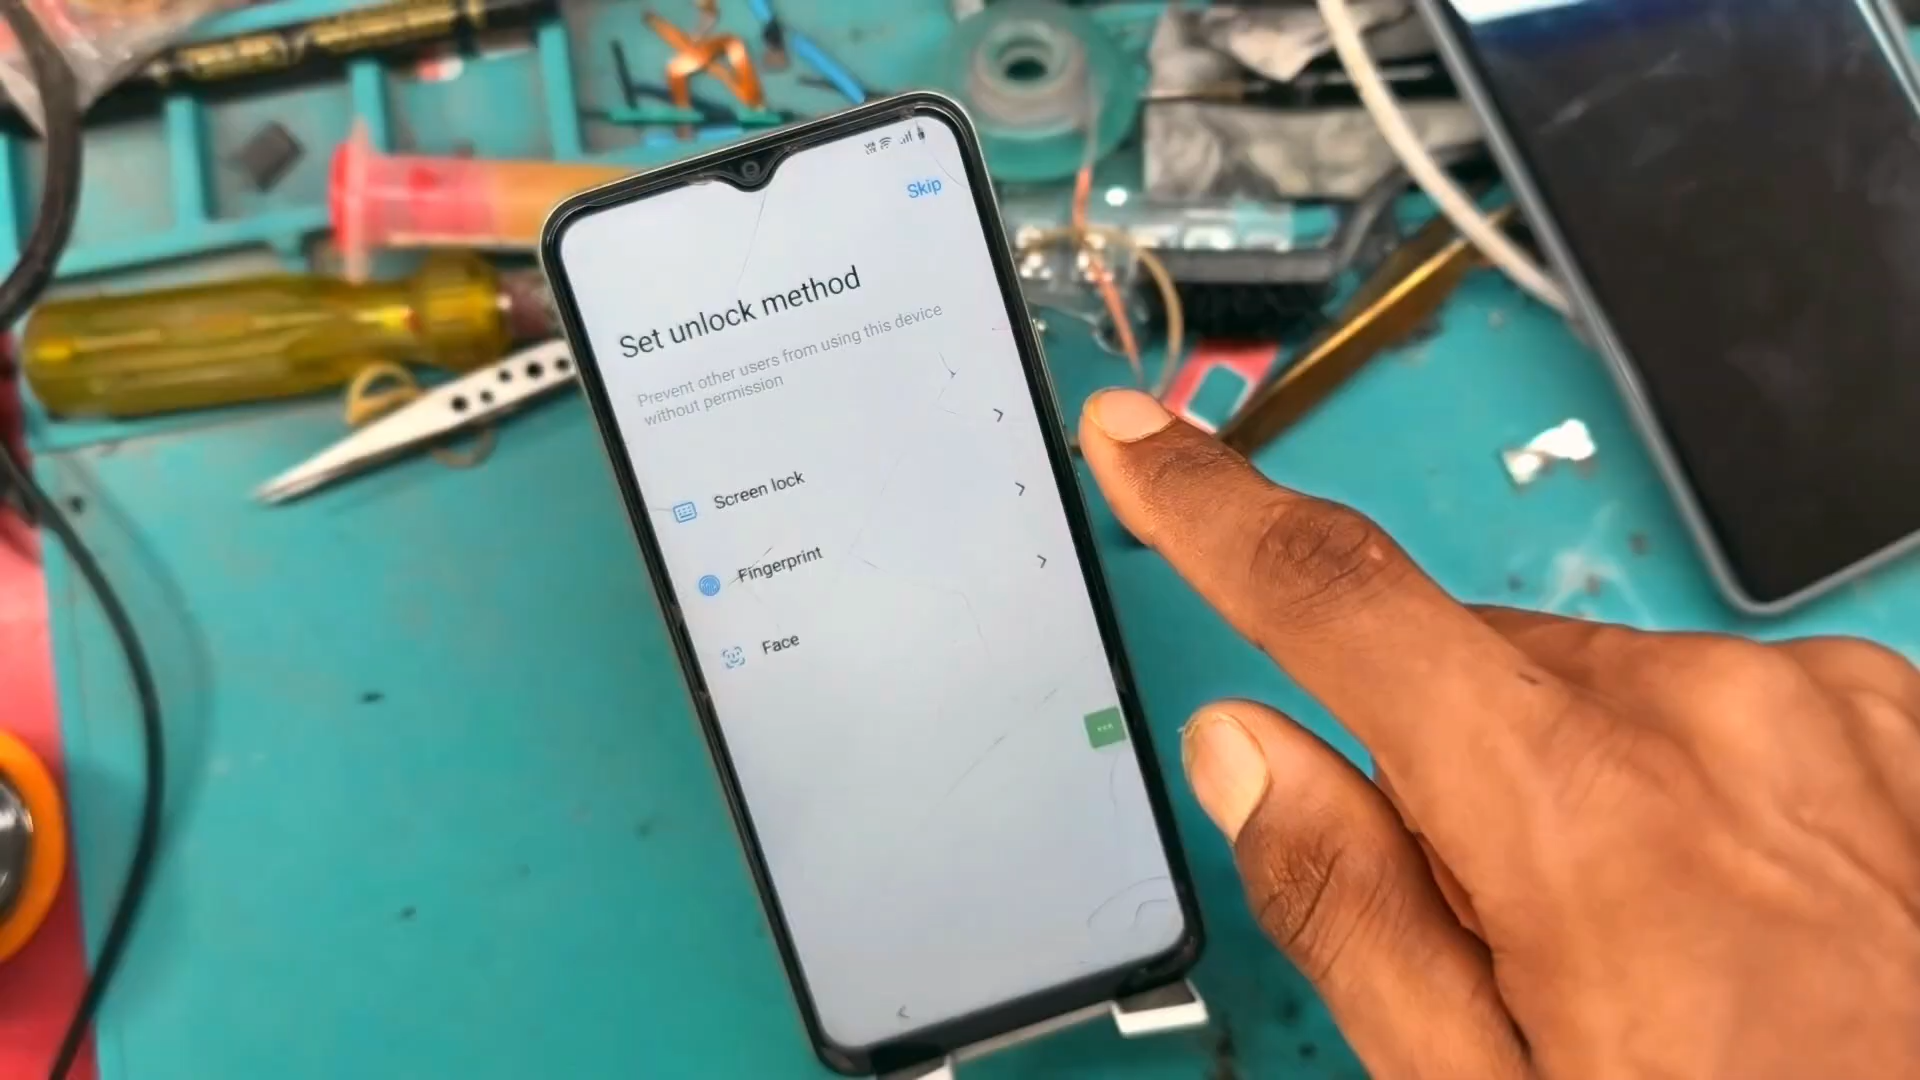 Skip
Set unlock method
Prevent other users from using this device
without permission
Screen lock
Fingerprint
Face